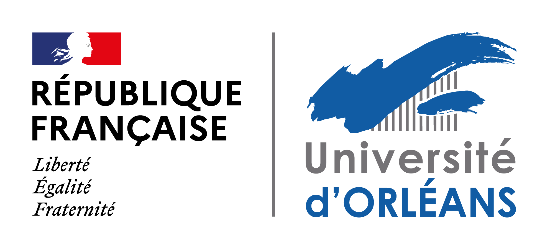 RÉPUBLIQUE
FRANÇAISE
Liberté
Égalité
Fraternité
Université
d'ORLÉANS